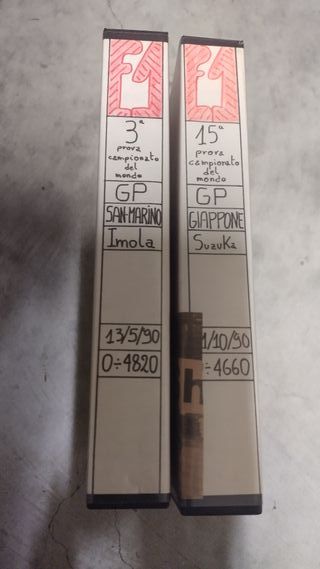 F1
3ª
prova
campionato
del
mondo
GP
SAN-MARINO
Imola
13/5/90
0÷4820
F1
15ª
prova
campionato
del
mondo
GP
GIAPPONE
Suzuka
1/10/90
÷4660